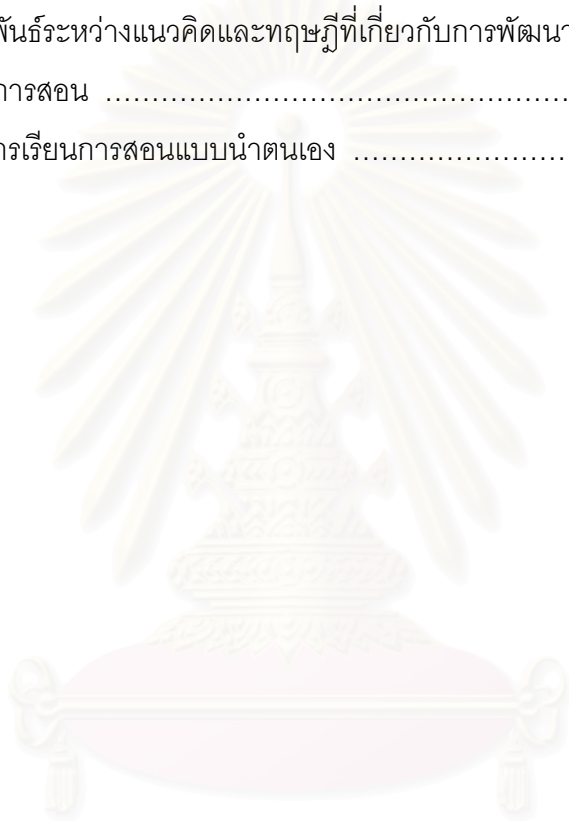 พันธ์ระหว่างแนวคิดและทฤษฎีที่เกี่ยวกับการพัฒนา
การสอน ..................................................
ารเรียนการสอนแบบนำตนเอง .......................